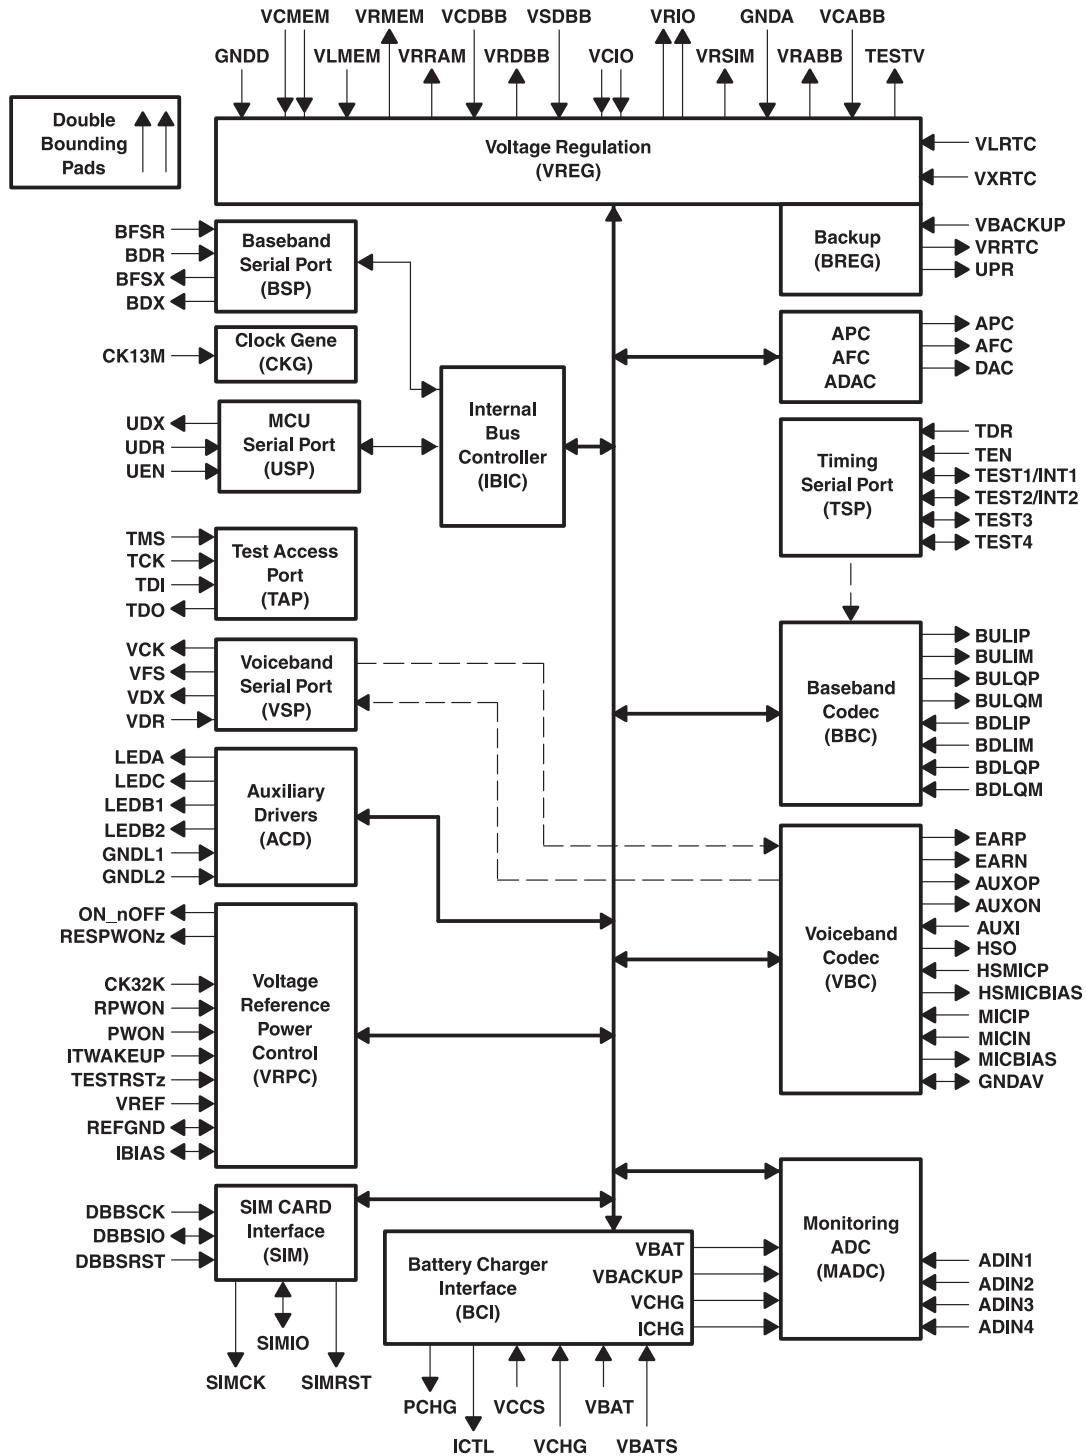 VCMEM VRMEM VCDBB VSDBB VRIO GNDA VCABB
GNDD VLMEM VRRAM VRDBB VCIO VRSIM VRABB TESTV
Double
Bounding
Pads
Voltage Regulation
(VREG)
VLRTC
VXRTC
BFSR
BDR
BFSX
BDX
Baseband
Serial Port
(BSP)
Backup
(BREG)
VBACKUP
VRRTC
UPR
CK13M
Clock Gene
(CKG)
APC
AFC
ADAC
APC
AFC
DAC
UDX
UDR
UEN
MCU
Serial Port
(USP)
Internal
Bus
Controller
(IBIC)
Timing
Serial Port
(TSP)
TDR
TEN
TEST1/INT1
TEST2/INT2
TEST3
TEST4
TMS
TCK
TDI
TDO
Test Access
Port
(TAP)
VCK
VFS
VDX
VDR
Voiceband
Serial Port
(VSP)
Baseband
Codec
(BBC)
BULIP
BULIM
BULQP
BULQM
BDLIP
BDLIM
BDLQP
BDLQM
LEDA
LEDC
LEDB1
LEDB2
GNDL1
GNDL2
Auxiliary
Drivers
(ACD)
Voiceband
Codec
(VBC)
EARP
EARN
AUXOP
AUXON
AUXI
HSO
HSMICP
HSMICBIAS
MICIP
MICIN
MICBIAS
GNDAV
ON_nOFF
RESPWONz
CK32K
RPWON
PWON
ITWAKEUP
TESTRSTz
VREF
REFGND
IBIAS
Voltage
Reference
Power
Control
(VRPC)
DBBSCK
DBBSIO
DBBSRST
SIM CARD
Interface
(SIM)
SIMIO
SIMCK SIMRST
Battery Charger
Interface
(BCI)
VBAT
VBACKUP
VCHG
ICHG
Monitoring
ADC
(MADC)
ADIN1
ADIN2
ADIN3
ADIN4
PCHG VCCS VBAT
ICTL VCHG VBATS